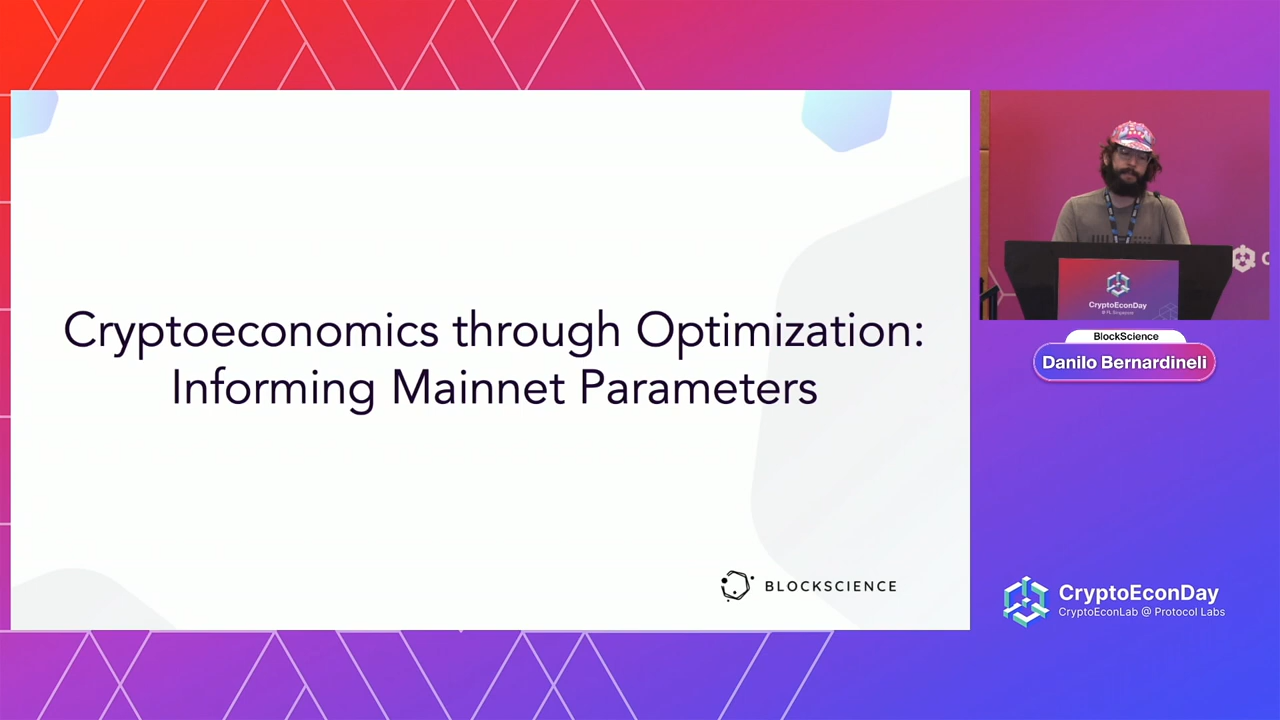 Cryptoeconomics through Optimization:
Informing Mainnet Parameters
BLOCKSCIENCE
CryptoEconDay
BlockScience
Danilo Bernardineli
CryptoEconDay
CryptoEconLab @ Protocol Labs